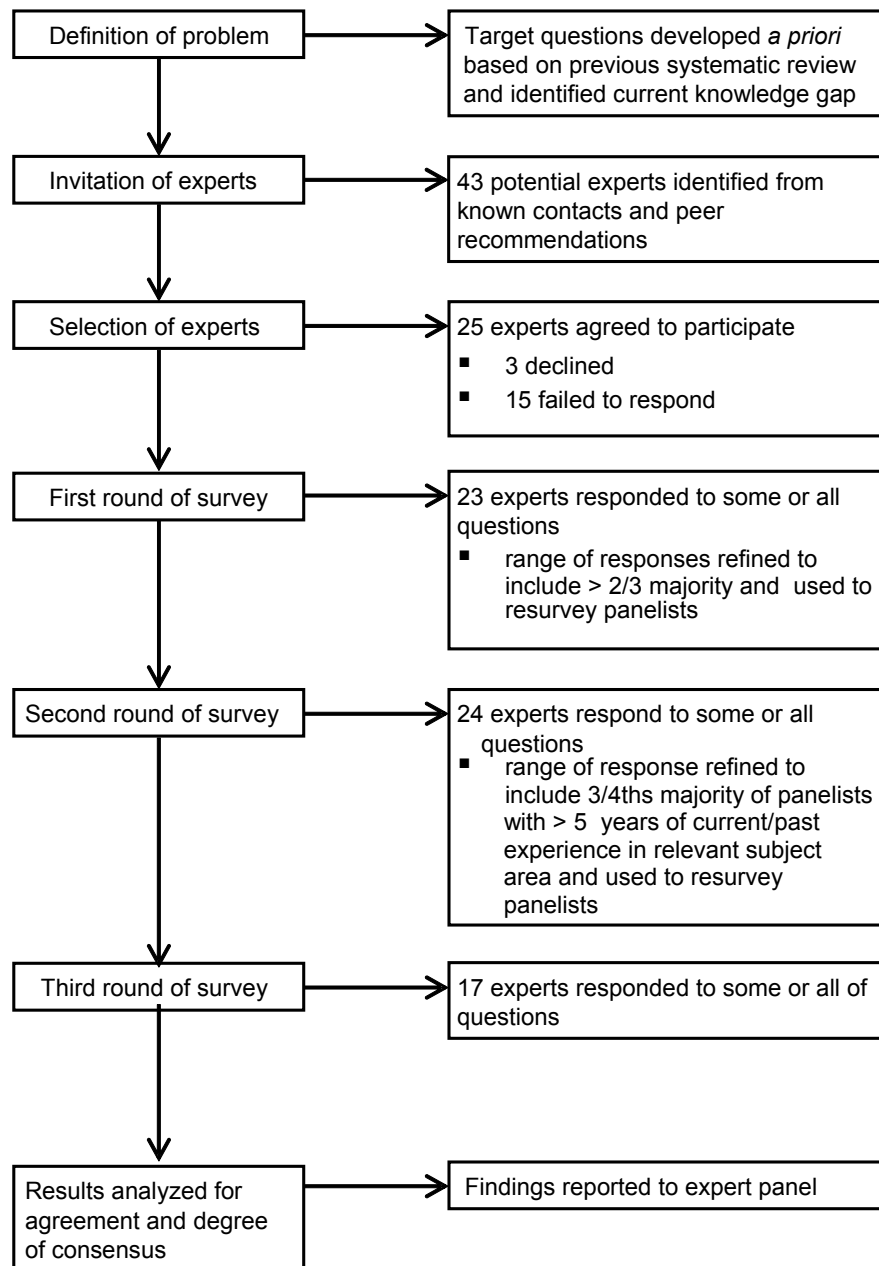 Definition of problem
Target questions developed a priori
based on previous systematic review
and identified current knowledge gap
Invitation of experts
43 potential experts identified from
known contacts and peer
recommendations
Selection of experts
25 experts agreed to participate
▪ 3 declined
▪ 15 failed to respond
First round of survey
23 experts responded to some or all
questions
▪ range of responses refined to
include > 2/3 majority and used to
resurvey panelists
Second round of survey
24 experts respond to some or all
questions
▪ range of response refined to
include 3/4ths majority of panelists
with > 5 years of current/past
experience in relevant subject
area and used to resurvey
panelists
Third round of survey
17 experts responded to some or all of
questions
Results analyzed for
agreement and degree
of consensus
Findings reported to expert panel